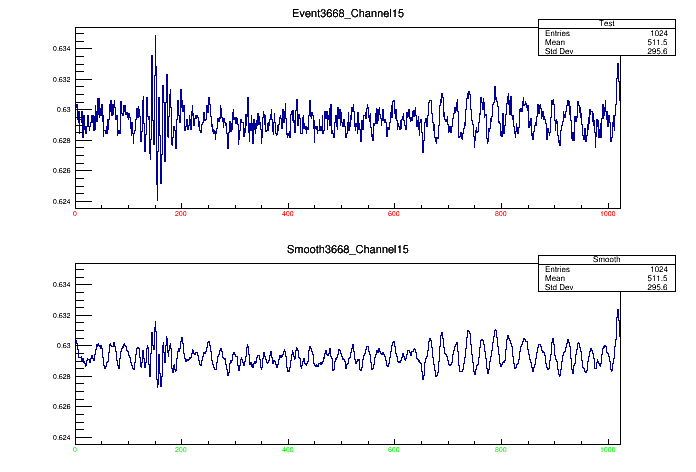 Event3668_Channel15
Test
Entries 1024
Mean 511.5
Std Dev 295.6
0.634
0.632
0.63
0.628
0.626
0.624
0 200 400 600 800 1000
Smooth3668_Channel15
Smooth
Entries 1024
Mean 511.5
Std Dev 295.6
0.634
0.632
0.63
0.628
0.626
0.624
0 200 400 600 800 1000